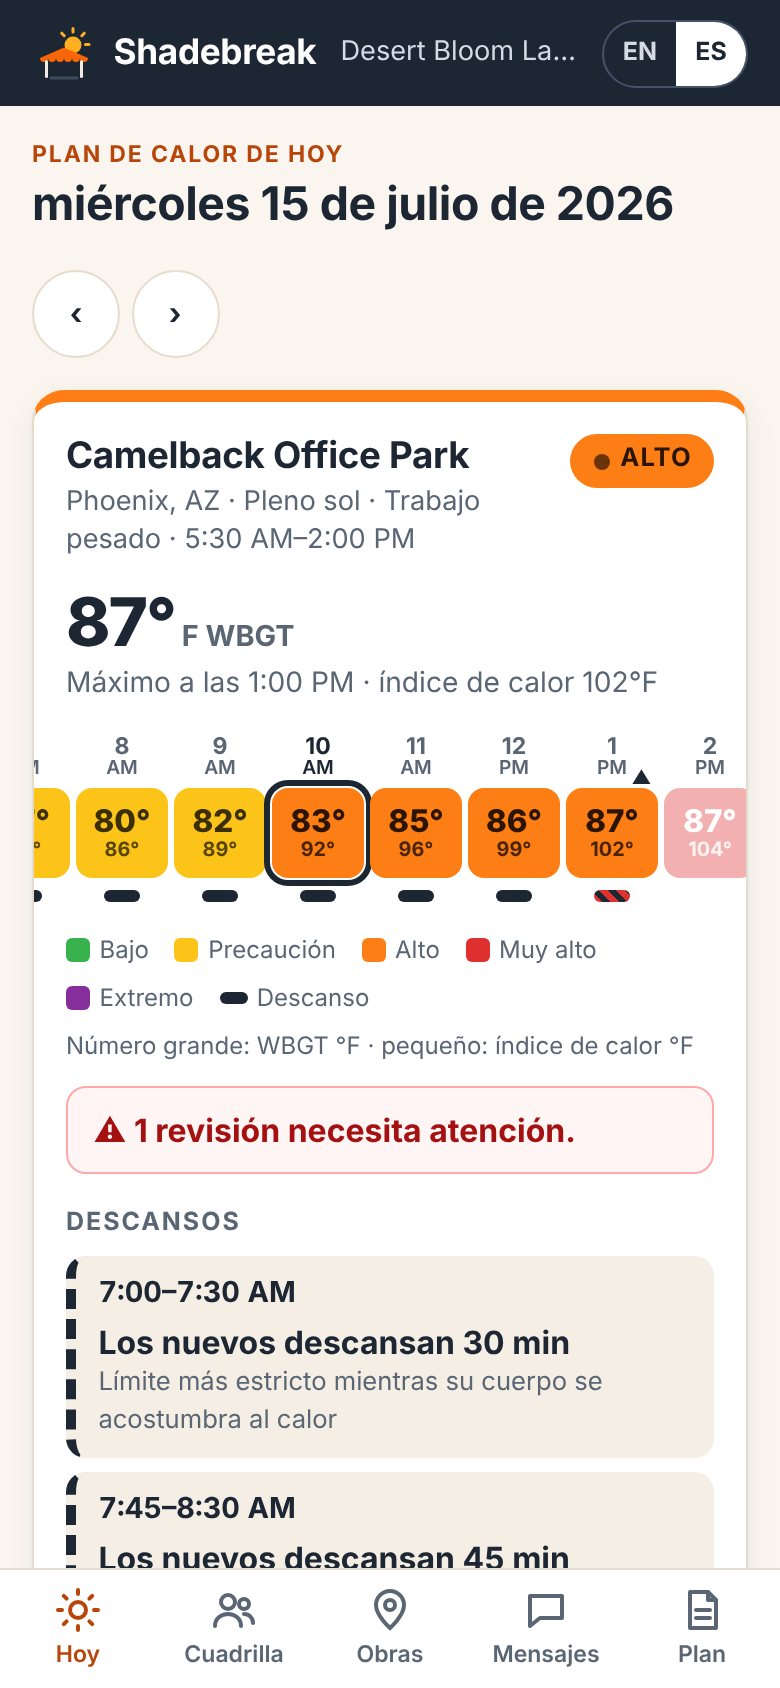 Shadebreak
Desert Bloom La...
EN
ES
PLAN DE CALOR DE HOY
miércoles 15 de julio de 2026
‹ ›
Camelback Office Park
ALTO
Phoenix, AZ · Pleno sol · Trabajo
pesado · 5:30 AM–2:00 PM
87° F WBGT
Máximo a las 1:00 PM · índice de calor 102°F
8 9 10 11 12 1 2
AM AM AM AM PM PM PM
80° 82° 83° 85° 86° 87° 87°
86° 89° 92° 96° 99° 102° 104°
Bajo Precaución Alto Muy alto
Extremo Descanso
Número grande: WBGT °F · pequeño: índice de calor °F
1 revisión necesita atención.
DESCANSOS
7:00–7:30 AM
Los nuevos descansan 30 min
Límite más estricto mientras su cuerpo se
acostumbra al calor
7:45–8:30 AM
Los nuevos descansan 45 min
Hoy Cuadrilla Obras Mensajes Plan